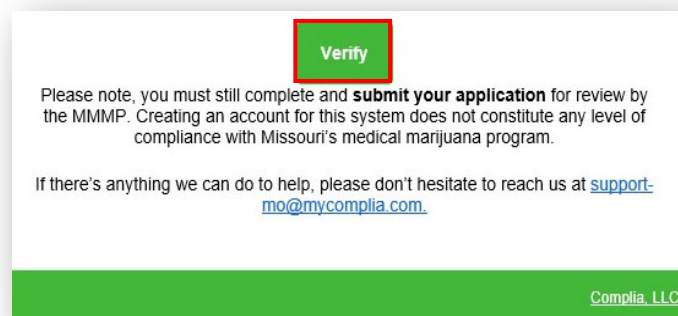 Verify
Please note, you must still complete and submit your application for review by
the MMMP. Creating an account for this system does not constitute any level of
compliance with Missouri's medical marijuana program.
If there's anything we can do to help, please don't hesitate to reach us at support-
mo@mycomplia.com.
Complia, LLC